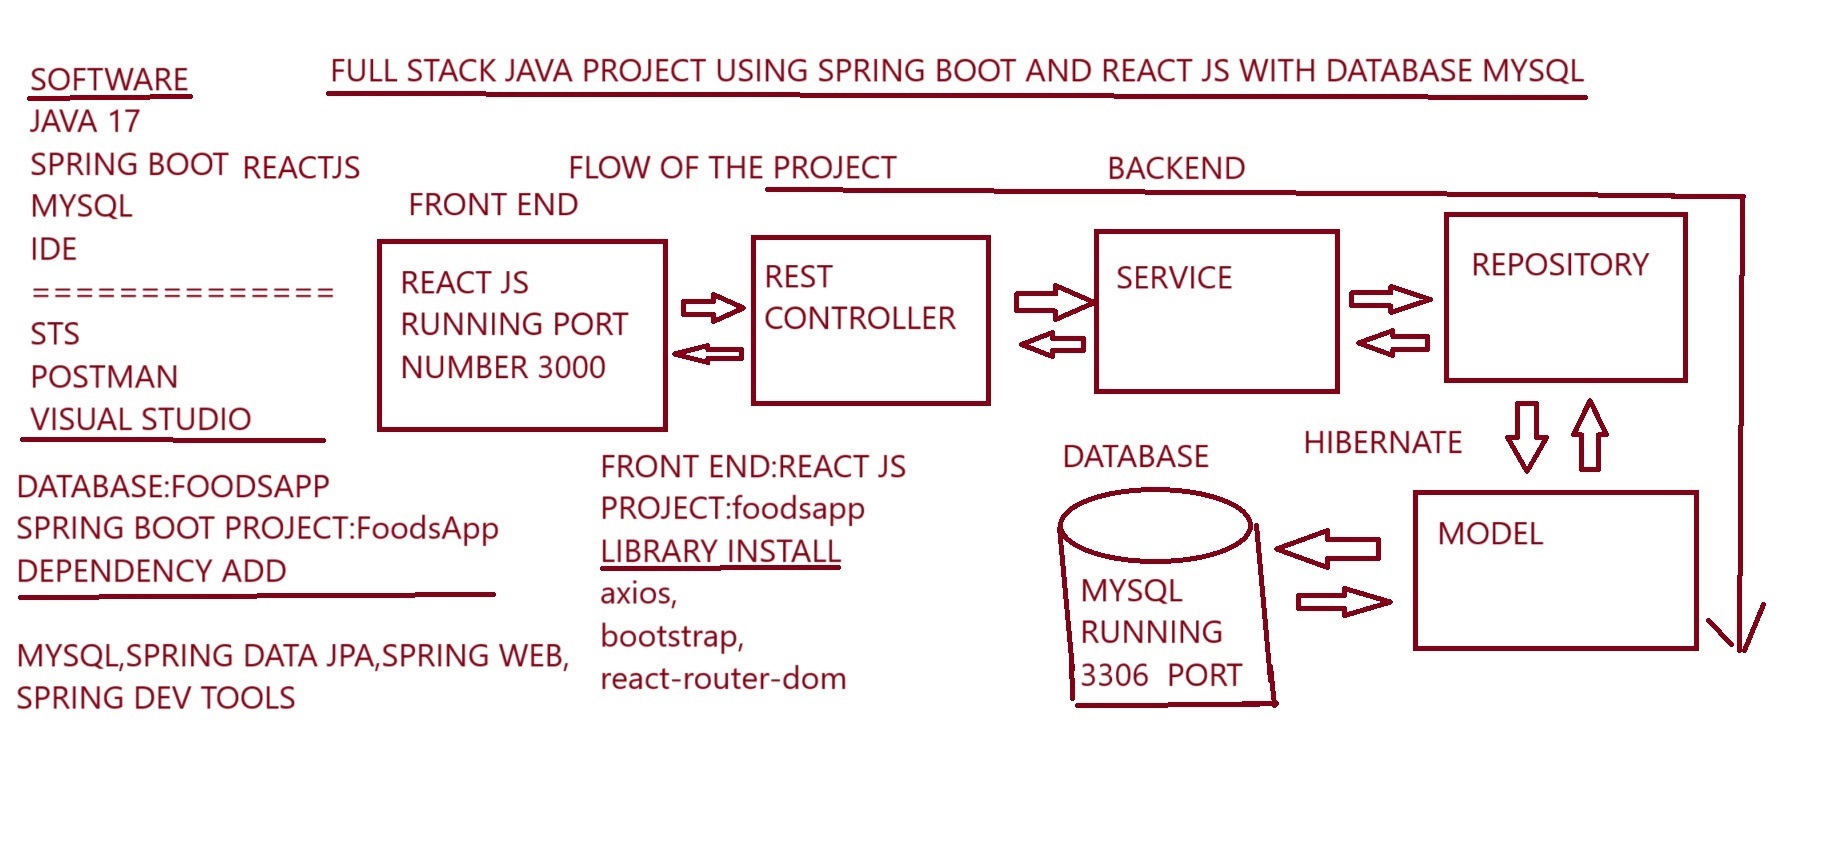 FULL STACK JAVA PROJECT USING SPRING BOOT AND REACT JS WITH DATABASE MYSQL
SOFTWARE
JAVA 17
SPRING BOOT REACTJS
MYSQL
IDE
==============
STS
POSTMAN
VISUAL STUDIO
FLOW OF THE PROJECT
BACKEND
FRONT END
REACT JS
RUNNING PORT
NUMBER 3000
REST
CONTROLLER
SERVICE
REPOSITORY
HIBERNATE
MODEL
DATABASE
MYSQL
RUNNING
3306 PORT
DATABASE:FOODSAPP
SPRING BOOT PROJECT:FoodsApp
DEPENDENCY ADD
MYSQL,SPRING DATA JPA,SPRING WEB,
SPRING DEV TOOLS
FRONT END:REACT JS
PROJECT:foodsapp
LIBRARY INSTALL
axios,
bootstrap,
react-router-dom